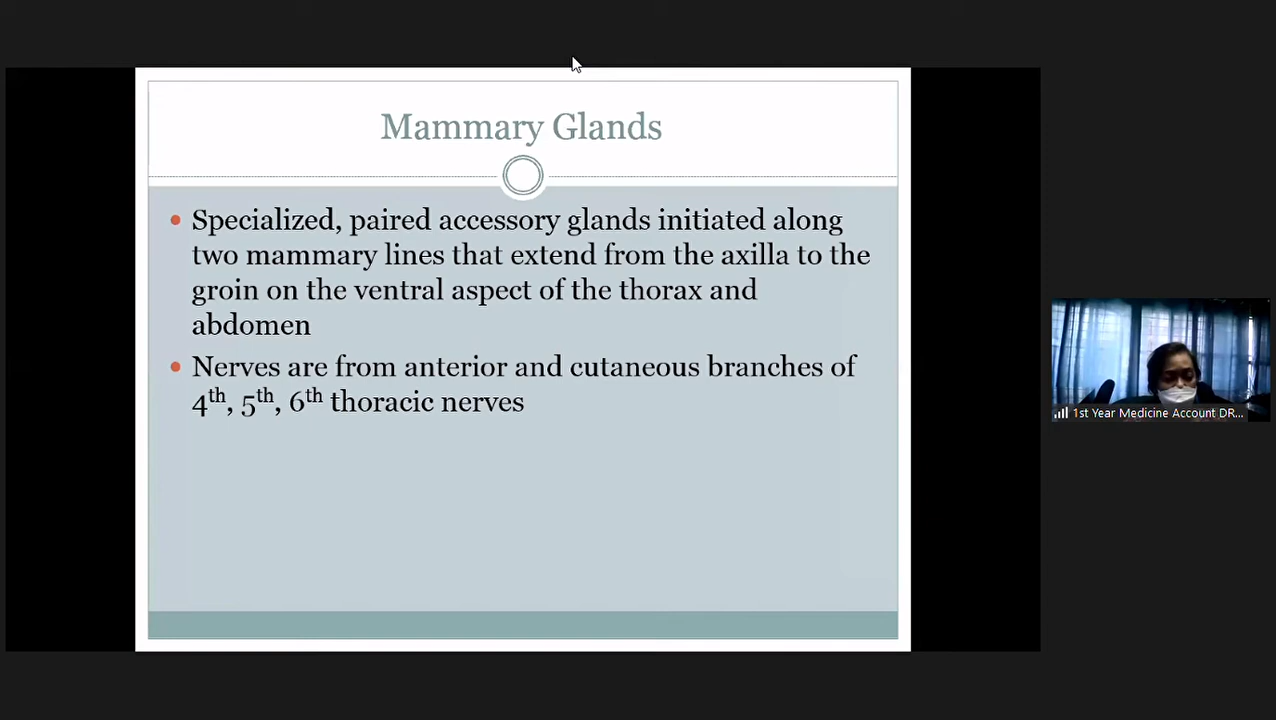 Mammary Glands
Specialized, paired accessory glands initiated along
two mammary lines that extend from the axilla to the
groin on the ventral aspect of the thorax and
abdomen
Nerves are from anterior and cutaneous branches of
4th, 5th, 6th thoracic nerves
1st Year Medicine Account DR...